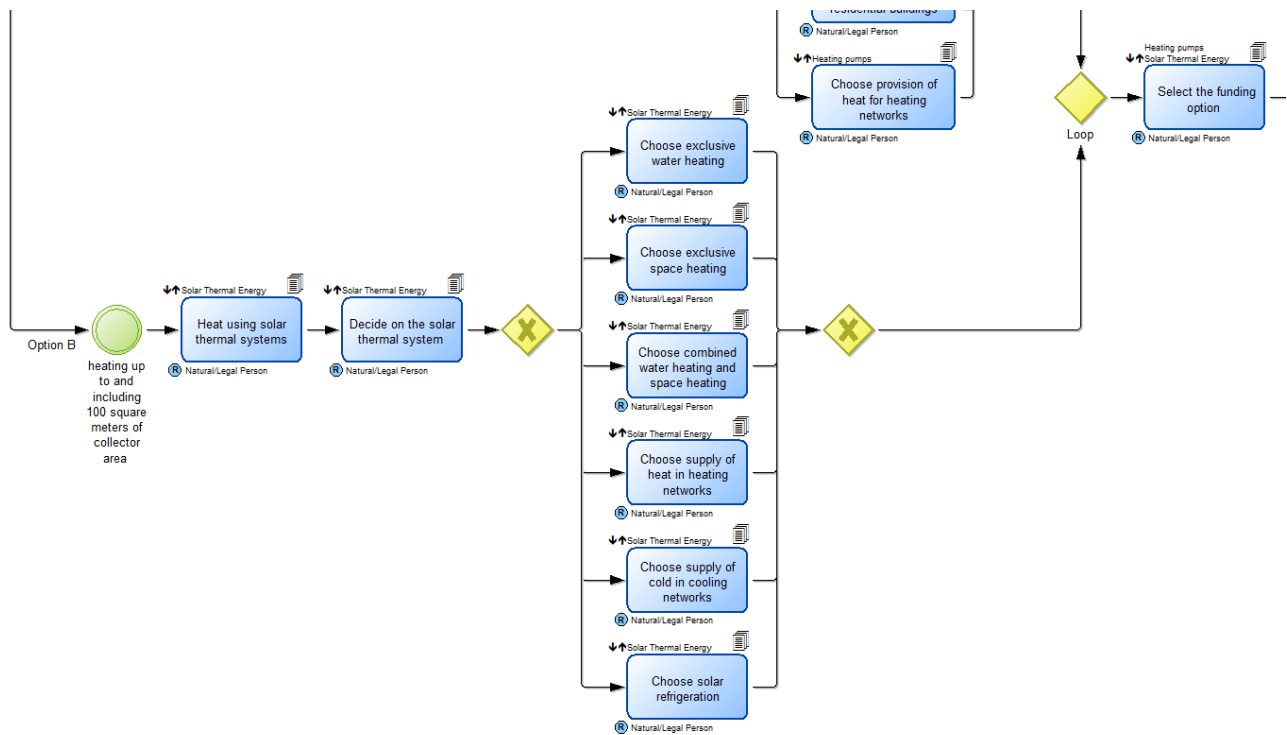 residential buildings
R Natural/Legal Person
Heating pumps
Choose provision of
heat for heating
networks
R Natural/Legal Person
Heating pumps
Solar Thermal Energy
Select the funding
option
R Natural/Legal Person
Loop
Option B
heating up
to and
including
100 square
meters of
collector
area
Solar Thermal Energy
Heat using solar
thermal systems
R Natural/Legal Person
Solar Thermal Energy
Decide on the solar
thermal system
R Natural/Legal Person
Solar Thermal Energy
Choose exclusive
water heating
R Natural/Legal Person
Solar Thermal Energy
Choose exclusive
space heating
R Natural/Legal Person
Solar Thermal Energy
Choose combined
water heating and
space heating
R Natural/Legal Person
Solar Thermal Energy
Choose supply of
heat in heating
networks
R Natural/Legal Person
Solar Thermal Energy
Choose supply of
cold in cooling
networks
R Natural/Legal Person
Solar Thermal Energy
Choose solar
refrigeration
R Natural/Legal Person